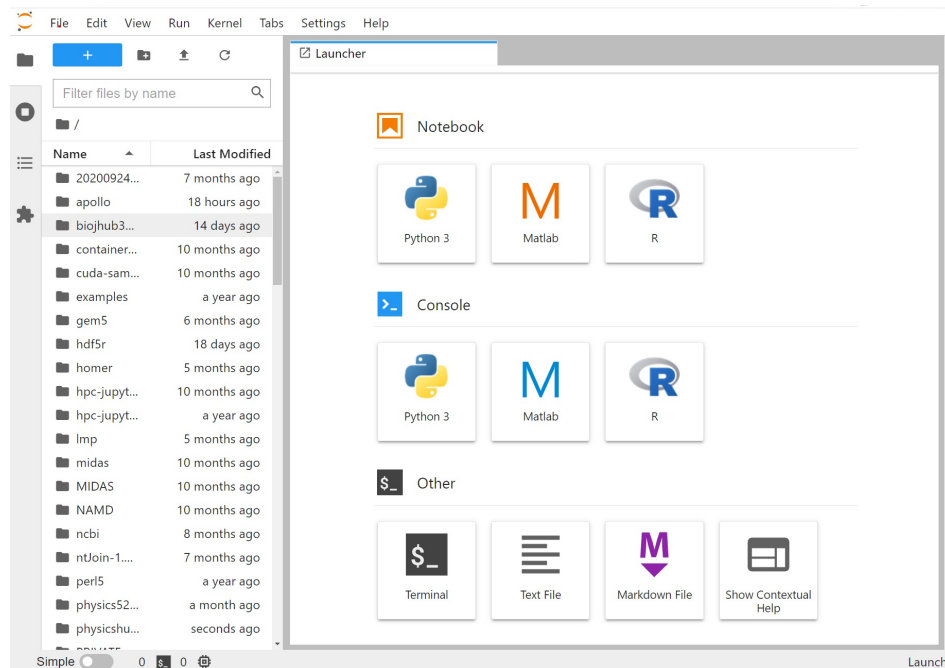 File Edit View Run Kernel Tabs Settings Help
+
Filter files by name
/
Name Last Modified
20200924... 7 months ago
apollo 18 hours ago
biojhub3... 14 days ago
container... 10 months ago
cuda-sam... 10 months ago
examples a year ago
gem5 6 months ago
hdf5r 18 days ago
homer 5 months ago
hpc-jupyt... 10 months ago
hpc-jupyt... a year ago
lmp 5 months ago
midas 10 months ago
MIDAS 10 months ago
NAMD 10 months ago
ncbi 8 months ago
ntJoin-1.... 7 months ago
perl5 a year ago
physics52... a month ago
physicshu... seconds ago
Simple 0 $_ 0
Launcher
Notebook
M R
Python 3 Matlab R
>_ Console
M R
Python 3 Matlab R
$_ Other
$_ M
Terminal Text File Markdown File Show Contextual
Help
Launch